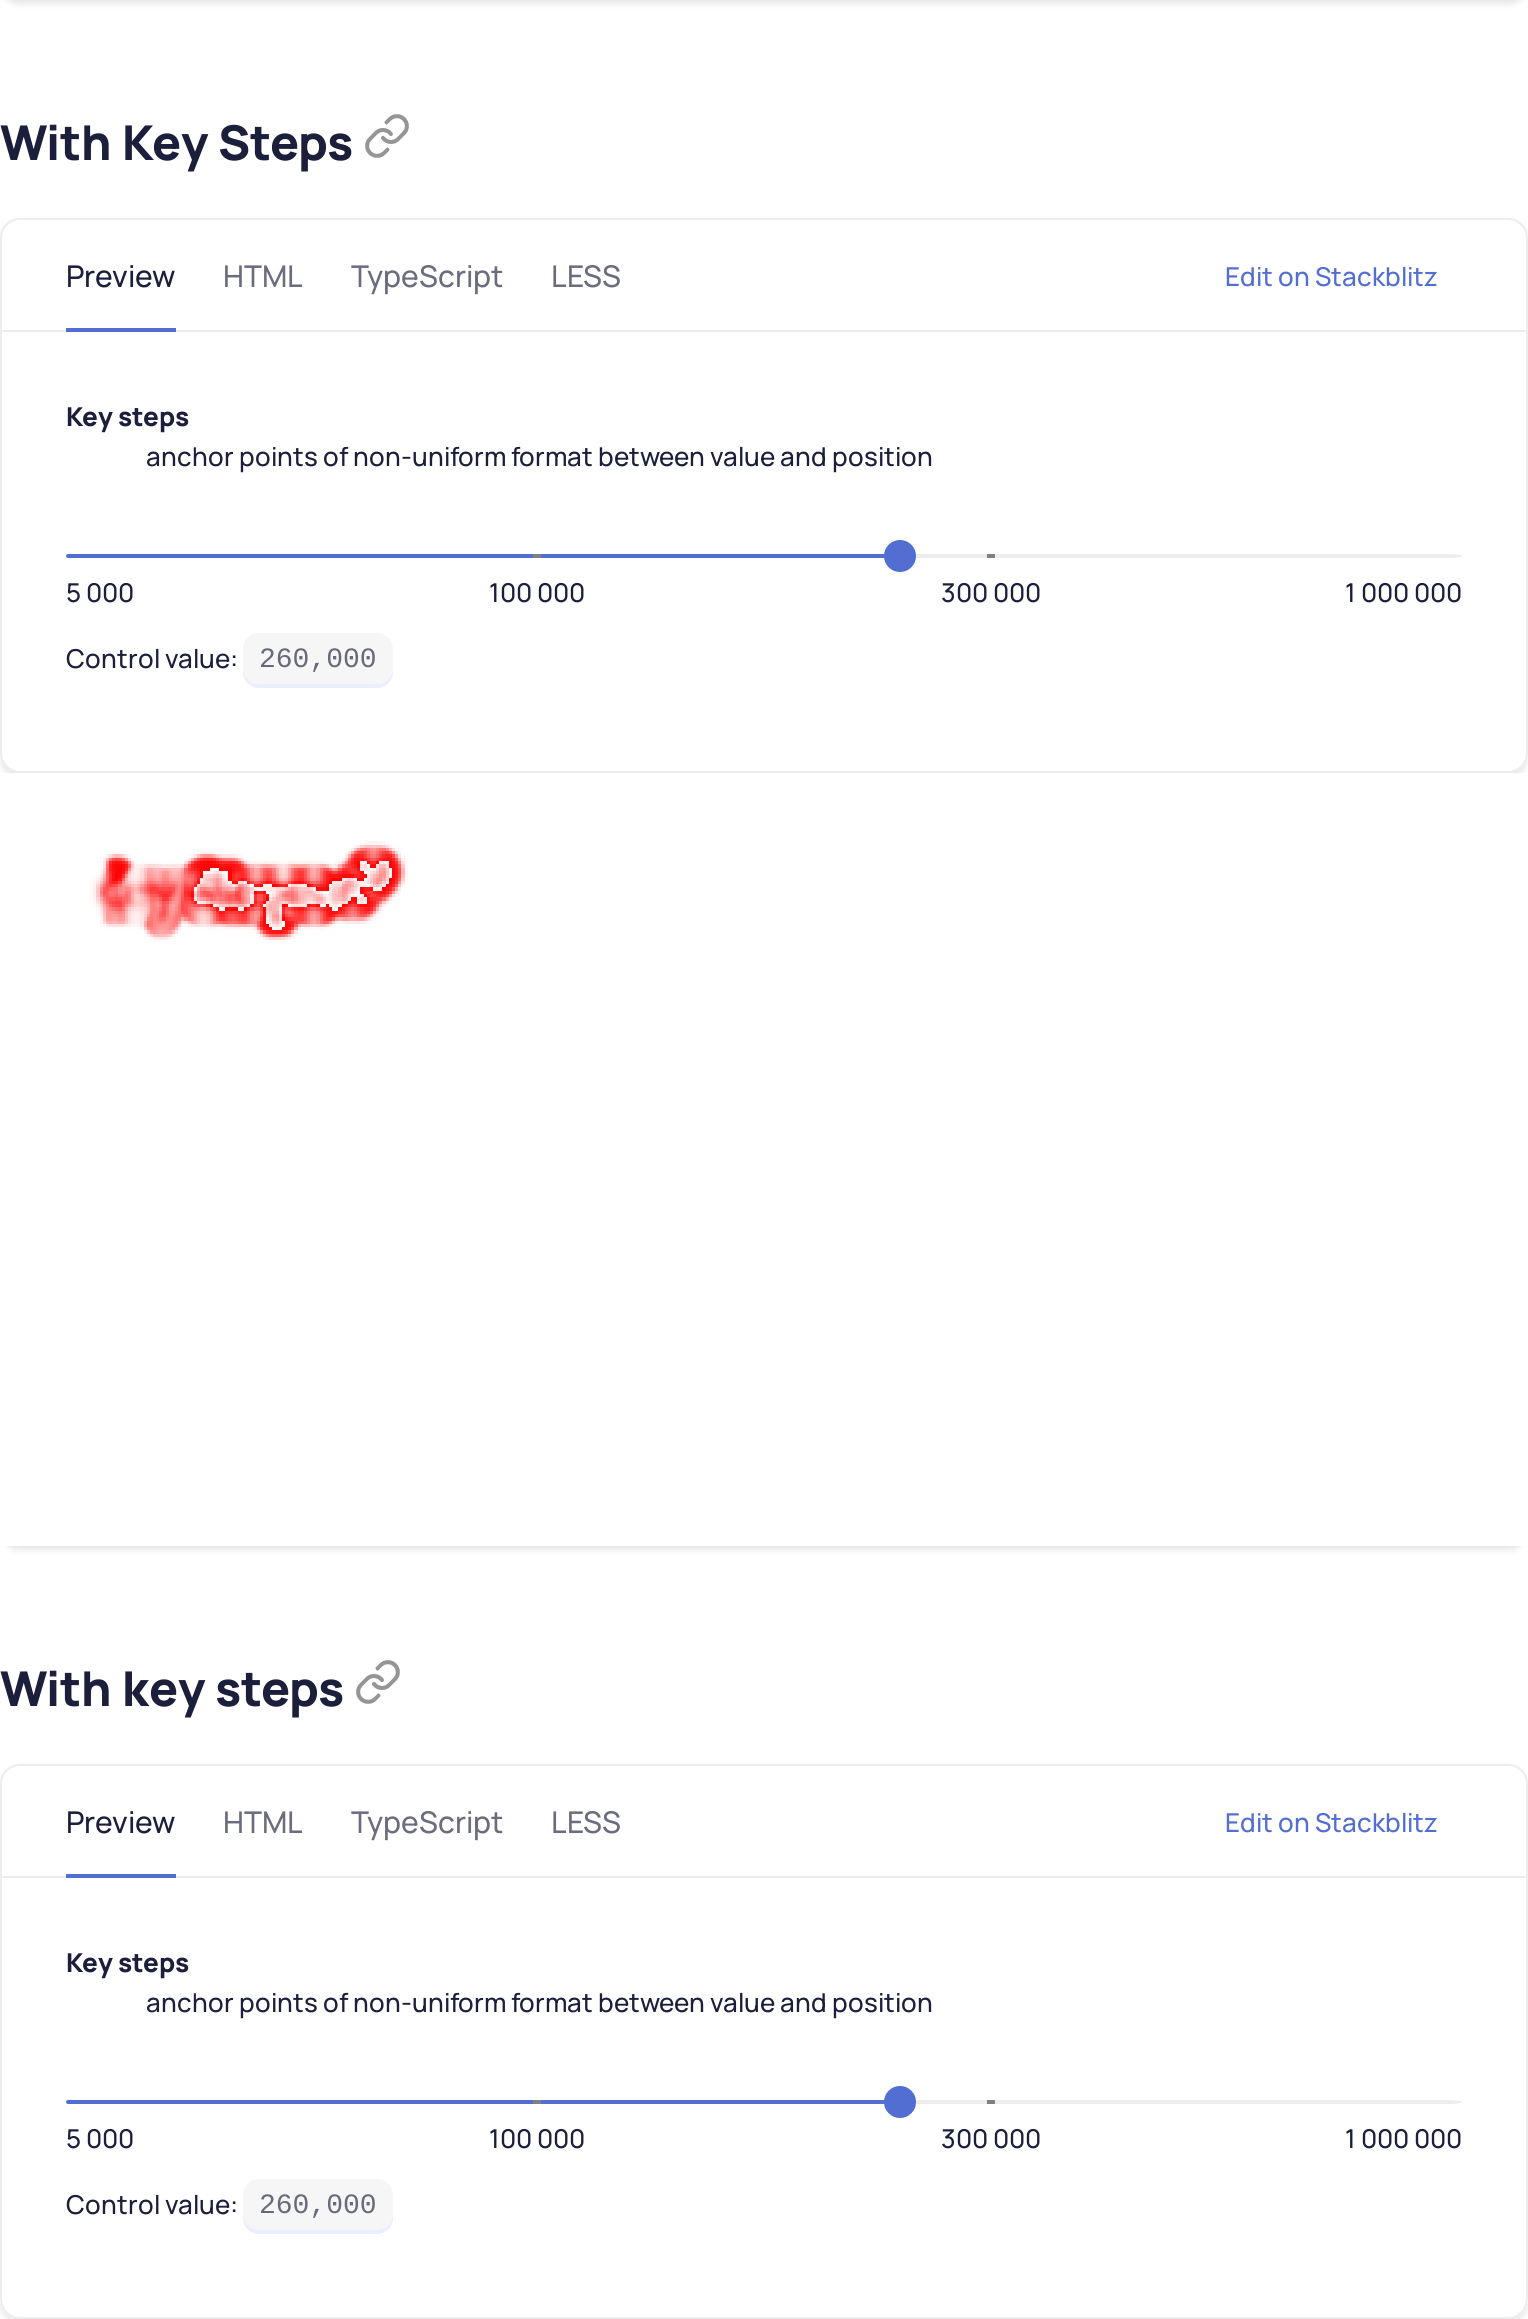 With Key Steps
Preview HTML TypeScript LESS Edit on Stackblitz
Key steps
anchor points of non-uniform format between value and position
5 000 100 000 300 000 1 000 000
Control value: 260,000
With key steps
Preview HTML TypeScript LESS Edit on Stackblitz
Key steps
anchor points of non-uniform format between value and position
5 000 100 000 300 000 1 000 000
Control value: 260,000